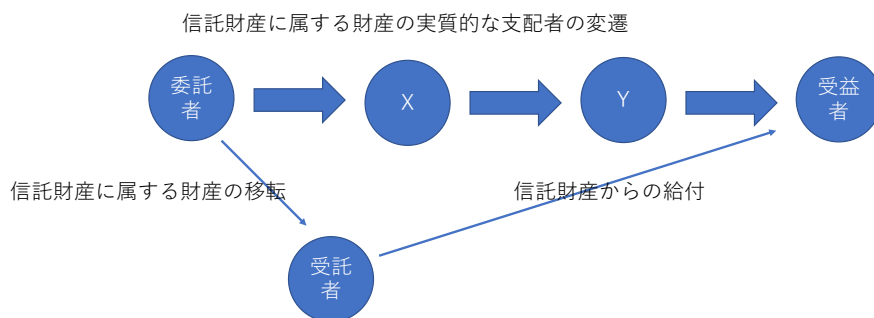 信託財産に属する財産の実質的な支配者の変遷
委託
者
X
Y
受益
者
信託財産に属する財産の移転
信託財産からの給付
受託
者